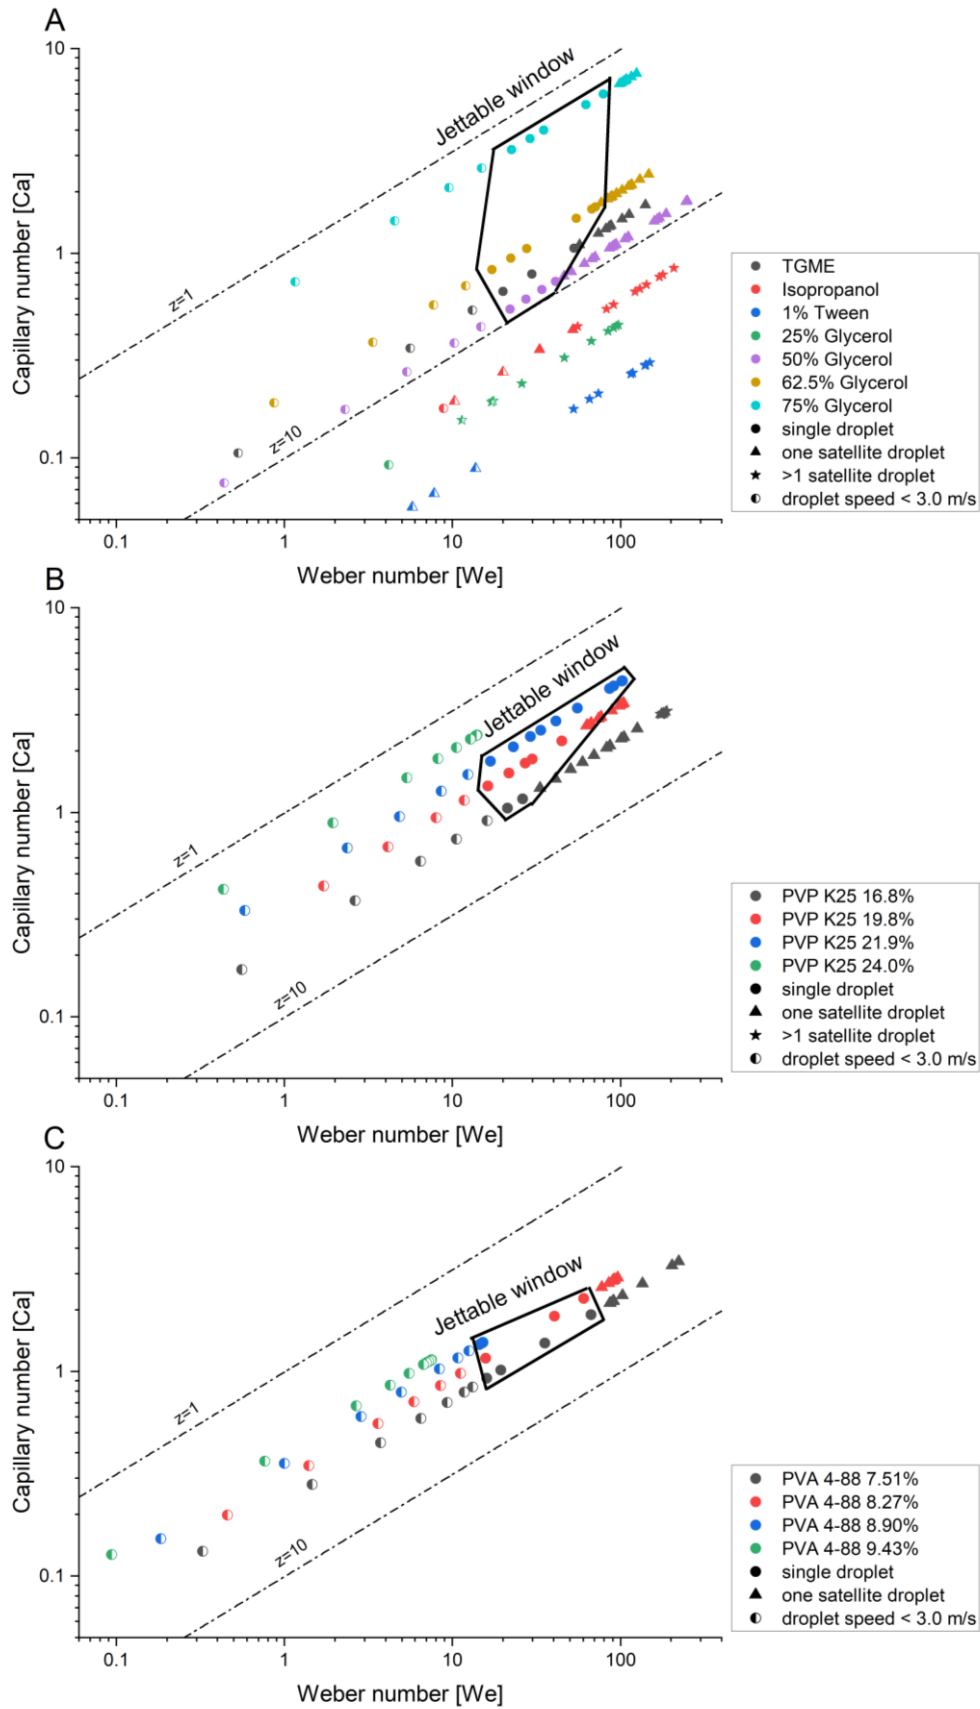 A
10
1
0.1
Capillary number [Ca]
Jettable window
z=1
z=10
0.1 1 10 100
Weber number [We]
TGME
Isopropanol
1% Tween
25% Glycerol
50% Glycerol
62.5% Glycerol
75% Glycerol
single droplet
one satellite droplet
>1 satellite droplet
droplet speed < 3.0 m/s
B
10
1
0.1
Capillary number [Ca]
Jettable window
z=1
z=10
0.1 1 10 100
Weber number [We]
PVP K25 16.8%
PVP K25 19.8%
PVP K25 21.9%
PVP K25 24.0%
single droplet
one satellite droplet
>1 satellite droplet
droplet speed < 3.0 m/s
C
10
1
0.1
Capillary number [Ca]
Jettable window
z=1
z=10
0.1 1 10 100
Weber number [We]
PVA 4-88 7.51%
PVA 4-88 8.27%
PVA 4-88 8.90%
PVA 4-88 9.43%
single droplet
one satellite droplet
droplet speed < 3.0 m/s